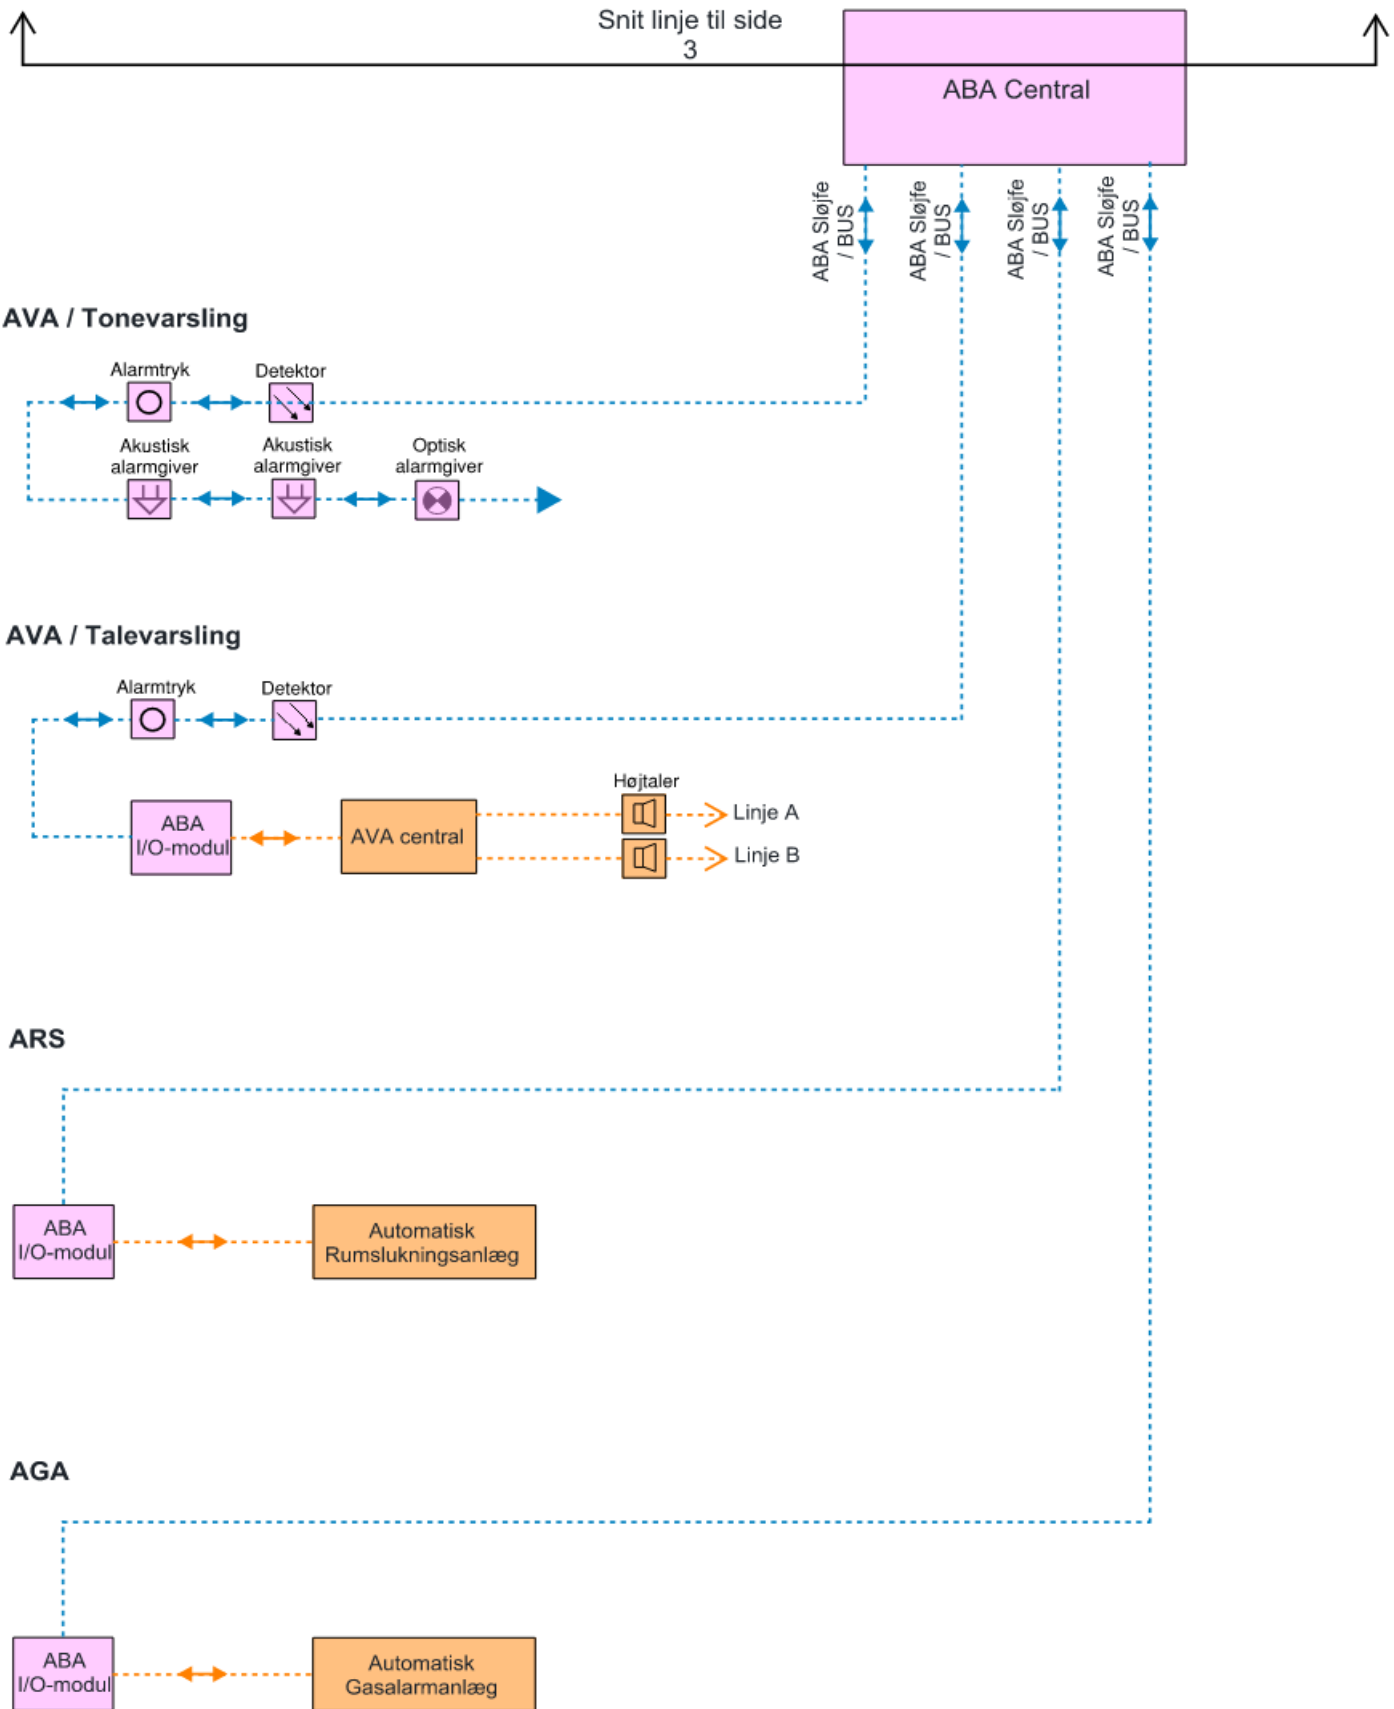 Snit linje til side
3
ABA Central
ABA Sløjfe
/ BUS
ABA Sløjfe
/ BUS
ABA Sløjfe
/ BUS
ABA Sløjfe
/ BUS
AVA / Tonevarsling
Alarmtryk
Detektor
Akustisk
alarmgiver
Akustisk
alarmgiver
Optisk
alarmgiver
AVA / Talevarsling
Alarmtryk
Detektor
ABA
I/O-modul
AVA central
Højtaler
Linje A
Linje B
ARS
ABA
I/O-modul
Automatisk
Rumslukningsanlæg
AGA
ABA
I/O-modul
Automatisk
Gasalarmanlæg